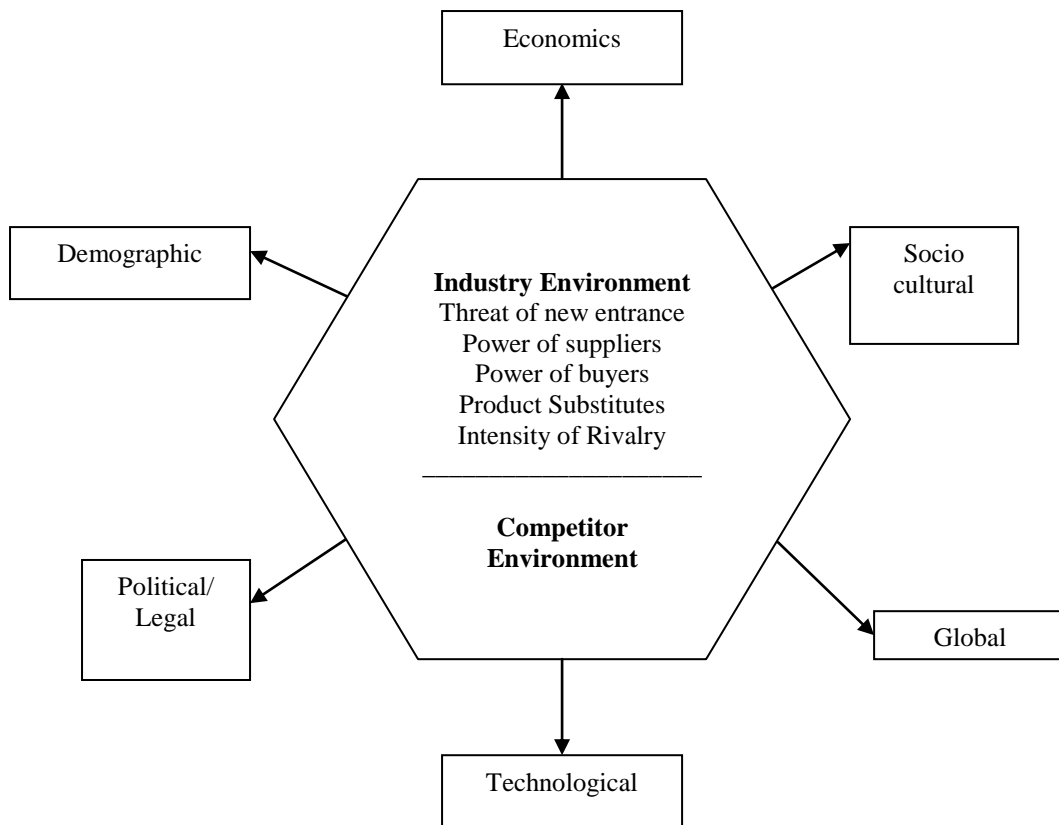 Economics
Demographic
Socio
cultural
Industry Environment
Threat of new entrance
Power of suppliers
Power of buyers
Product Substitutes
Intensity of Rivalry
Competitor
Environment
Political/
Legal
Global
Technological